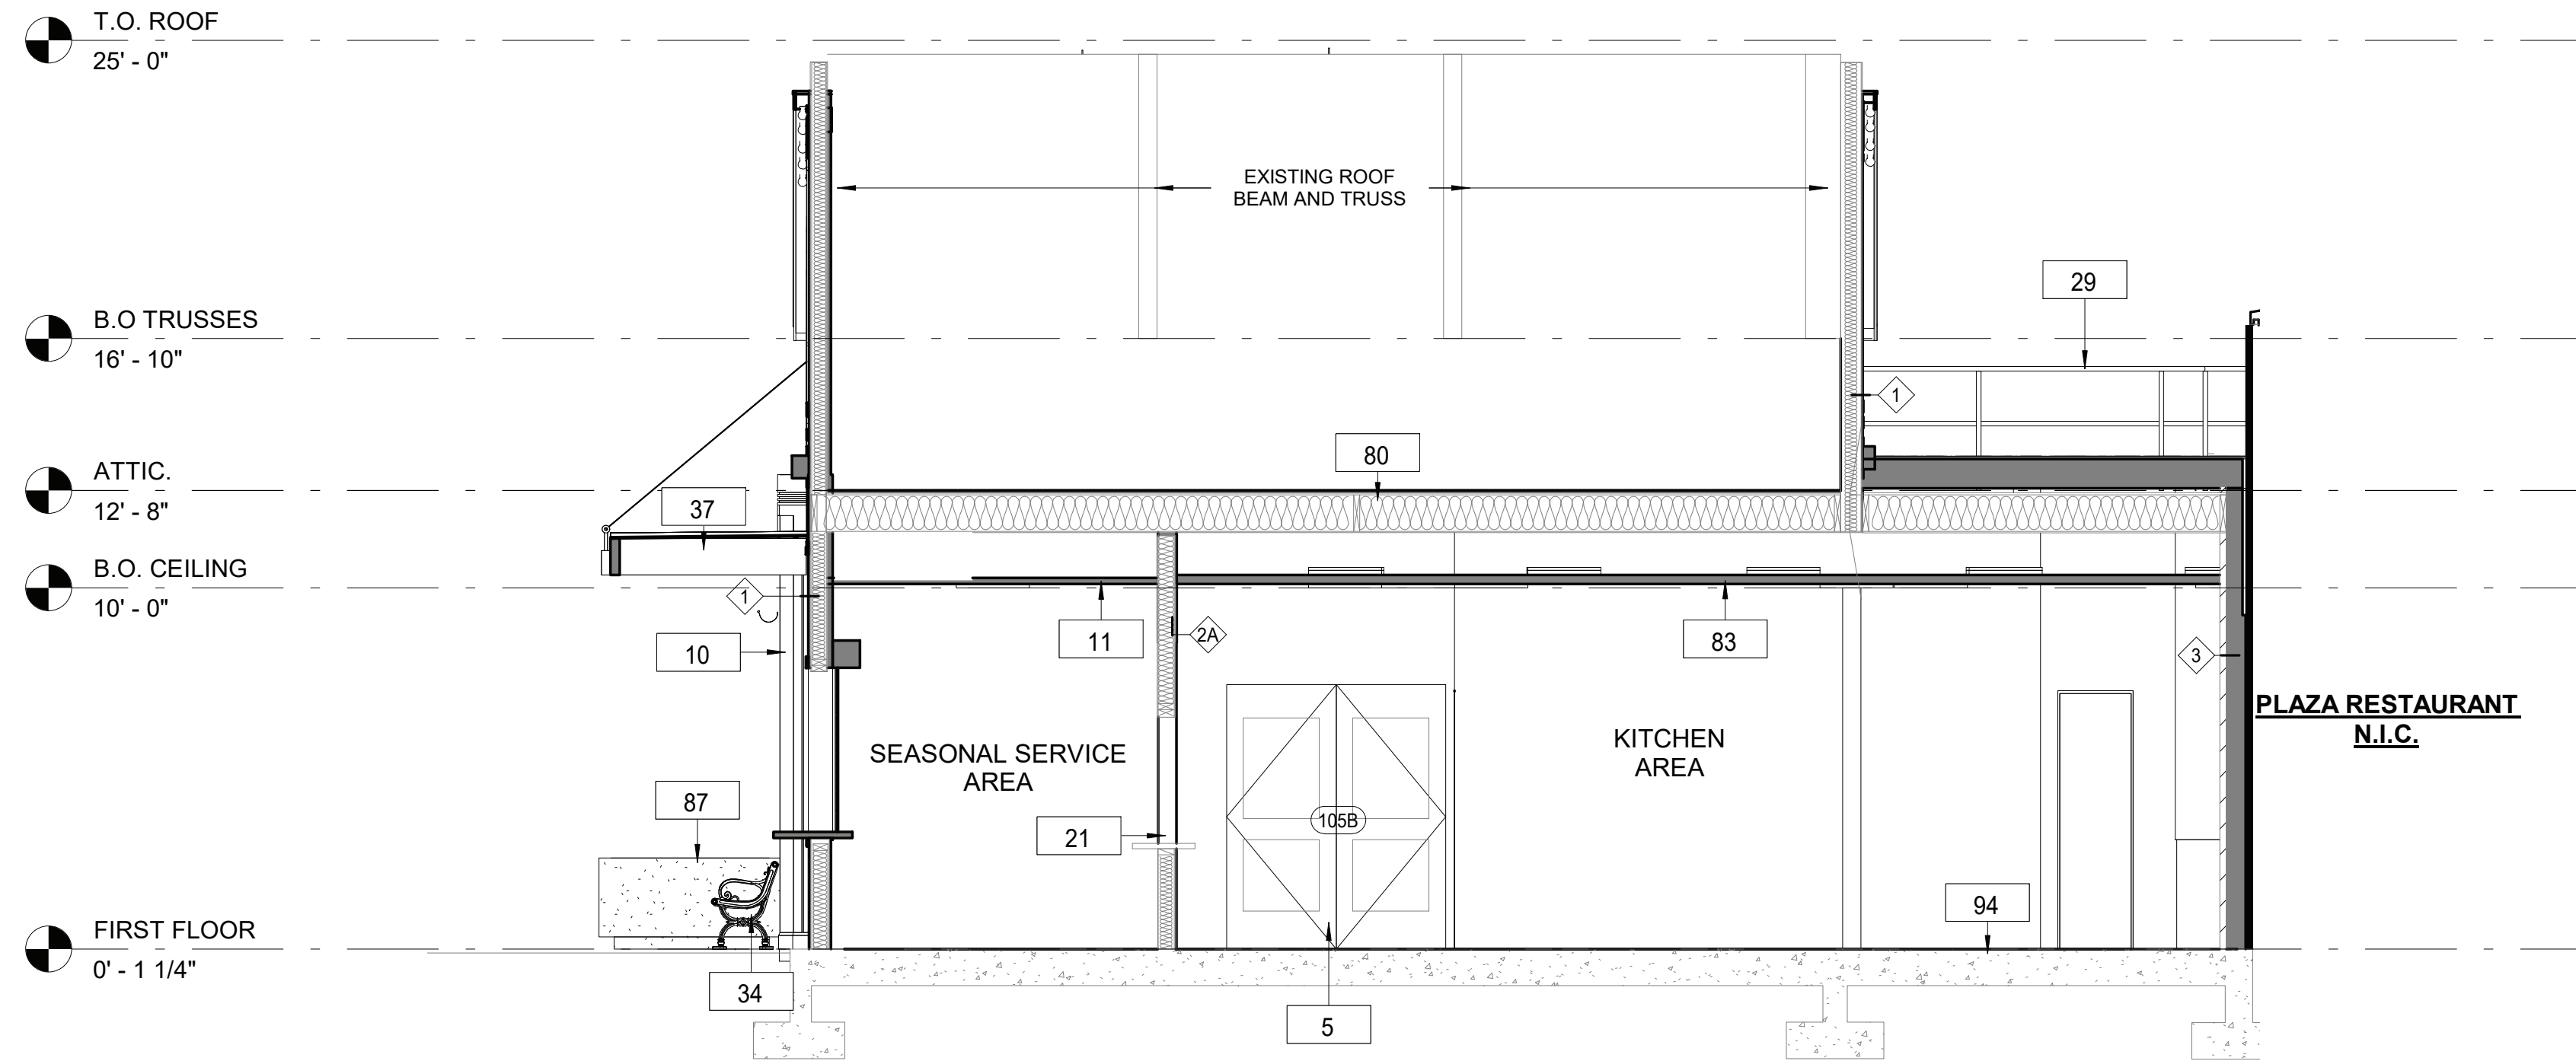 T.O. ROOF
25' - 0"
EXISTING ROOF
BEAM AND TRUSS
29
B.O TRUSSES
16' - 10"
1
80
ATTIC.
12' - 8"
37
B.O. CEILING
10' - 0"
1
11
2A
83
10
3
PLAZA RESTAURANT
N.I.C.
SEASONAL SERVICE
AREA
KITCHEN
AREA
87
105B
21
94
FIRST FLOOR
0' - 1 1/4"
34
5